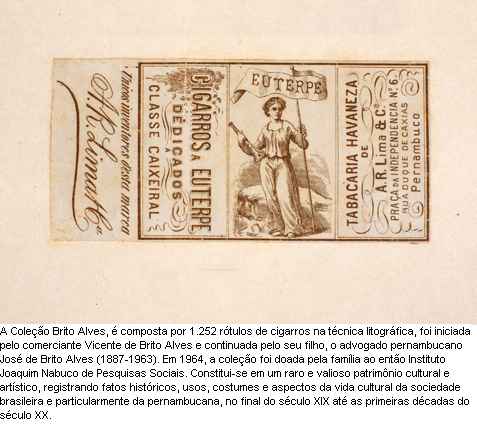 Unicos inventores desta marca
A.R. Lima & Cª
CIGARROS A EUTERPE
DEDICADOS
A
CLASSE CAIXEIRAL
EUTERPE
TABACARIA HAVANEZA
DE
A.R. Lima & Cª
PRAÇA DA INDEPENDENCIA Nº 6.
RUA DUQUE DE CAXIAS
Pernambuco
A Coleção Brito Alves, é composta por 1.252 rótulos de cigarros na técnica litográfica, foi iniciada
pelo comerciante Vicente de Brito Alves e continuada pelo seu filho, o advogado pernambucano
José de Brito Alves (1887-1963). Em 1964, a coleção foi doada pela família ao então Instituto
Joaquim Nabuco de Pesquisas Sociais. Constitui-se em um raro e valioso patrimônio cultural e
artístico, registrando fatos históricos, usos, costumes e aspectos da vida cultural da sociedade
brasileira e particularmente da pernambucana, no final do século XIX até as primeiras décadas do
século XX.